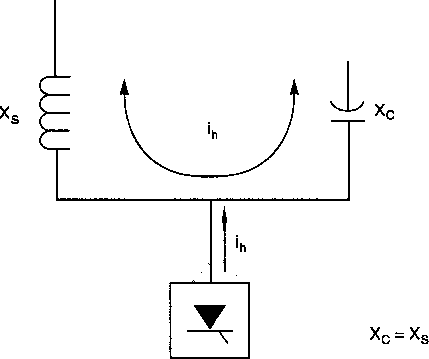 Xs
ih
Xc
ih
Xc = Xs